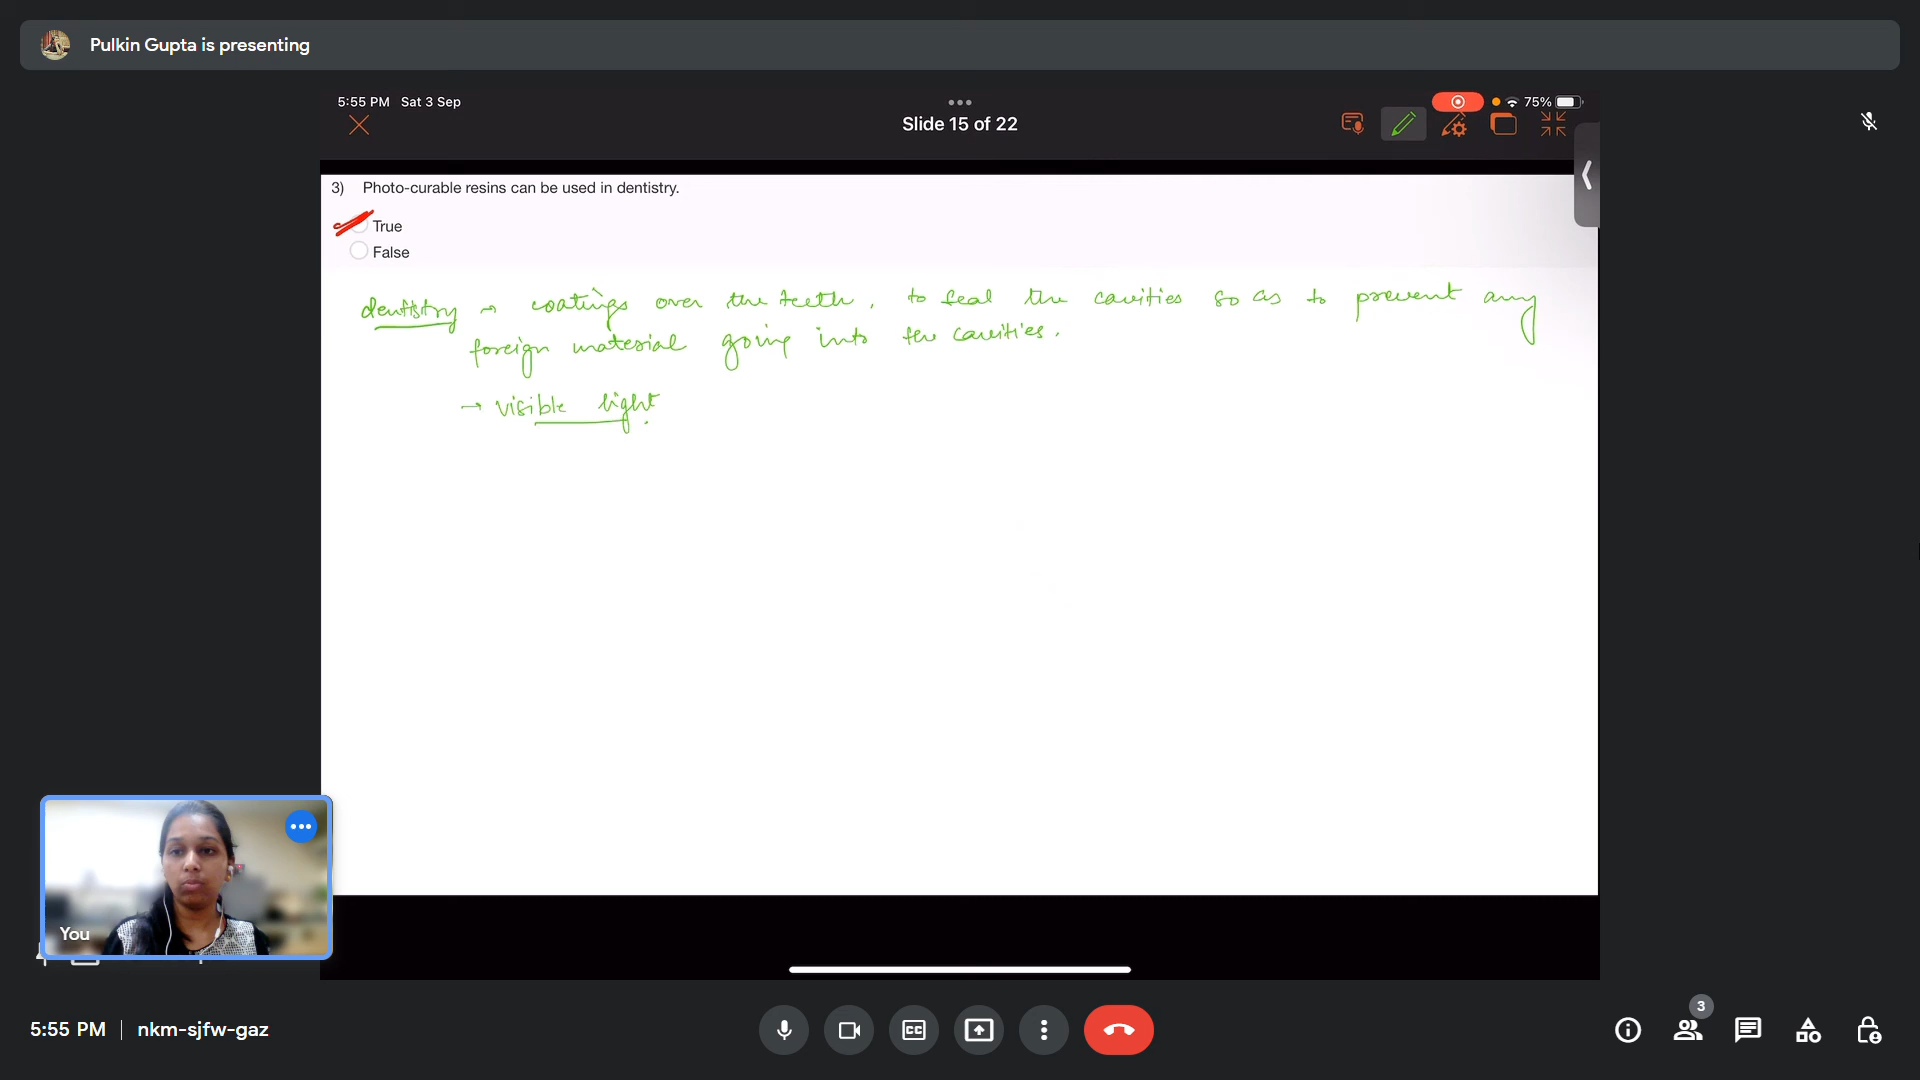 Pulkin Gupta is presenting
5:55 PM Sat 3 Sep
75%
Slide 15 of 22
3) Photo-curable resins can be used in dentistry.
True
False
dentistry → coatings over the teeth, to seal the cavities so as to prevent any
foreign material going into the cavities.
→ visible light.
You
5:55 PM | nkm-sjfw-gaz
CC
3